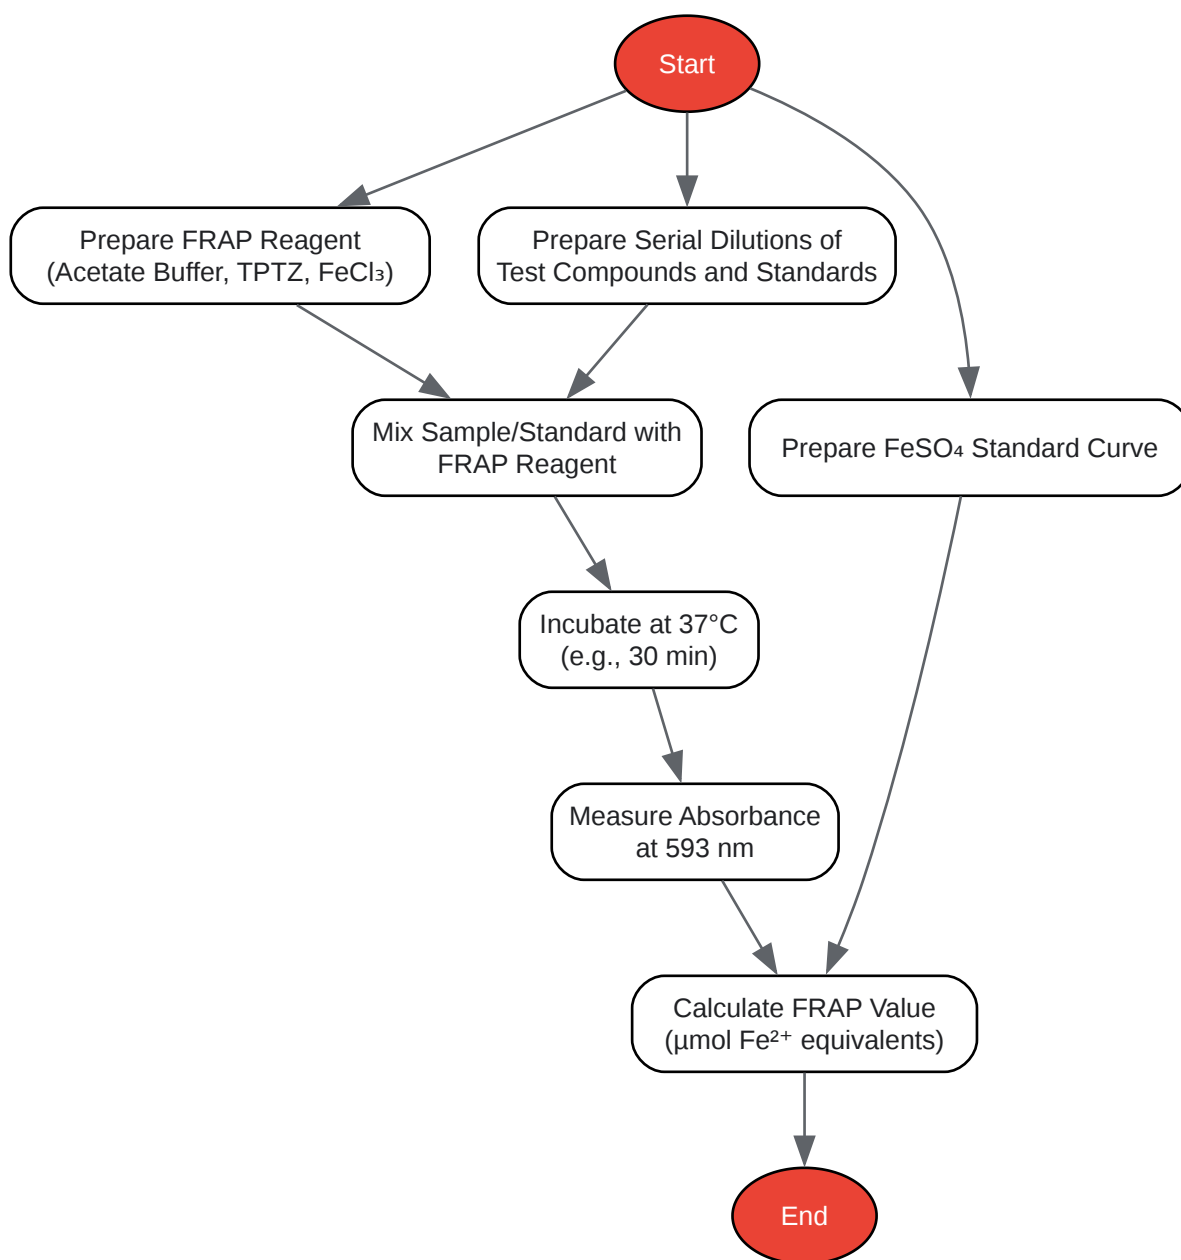 Start
Prepare FRAP Reagent
(Acetate Buffer, TPTZ, FeCl₃)
Prepare Serial Dilutions of
Test Compounds and Standards
Mix Sample/Standard with
FRAP Reagent
Prepare FeSO₄ Standard Curve
Incubate at 37°C
(e.g., 30 min)
Measure Absorbance
at 593 nm
Calculate FRAP Value
(µmol Fe²⁺ equivalents)
End